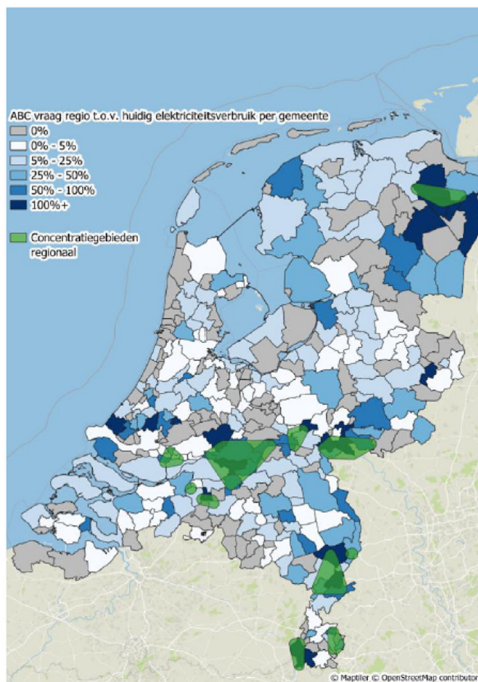 ABC vraag regio t.o.v. huidig elektriciteitsverbruik per gemeente
0%
0% - 5%
5% - 25%
25% - 50%
50% - 100%
100%+
Concentratiegebieden
regionaal
© Maptiler © OpenStreetMap contributor